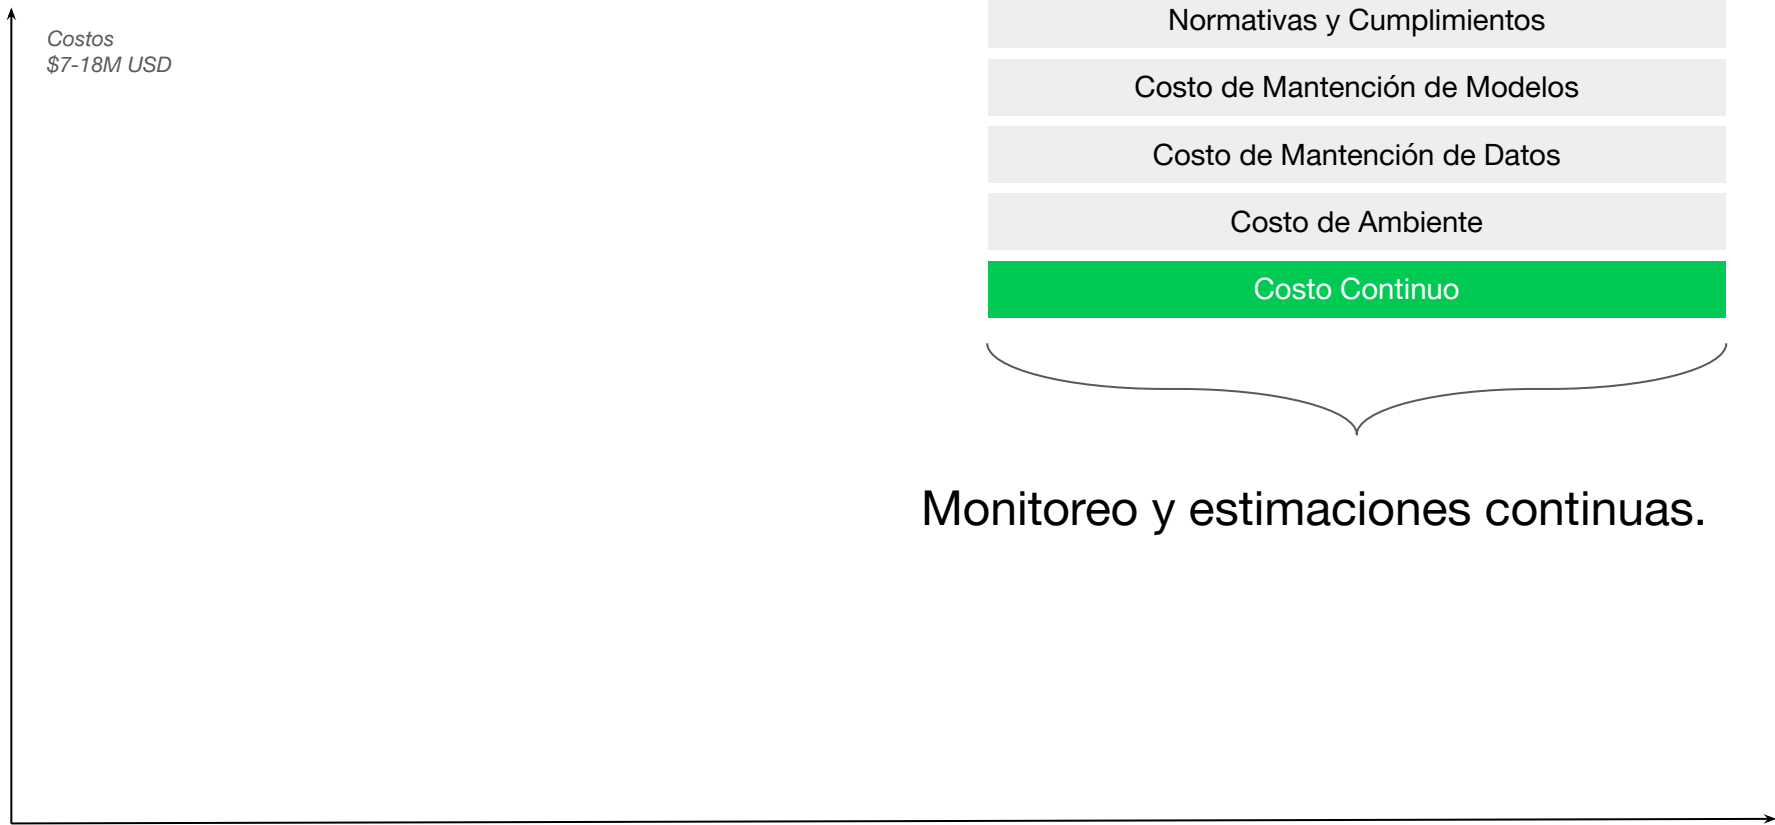 Costos
$7-18M USD
Normativas y Cumplimientos
Costo de Mantención de Modelos
Costo de Mantención de Datos
Costo de Ambiente
Costo Continuo
Monitoreo y estimaciones continuas.